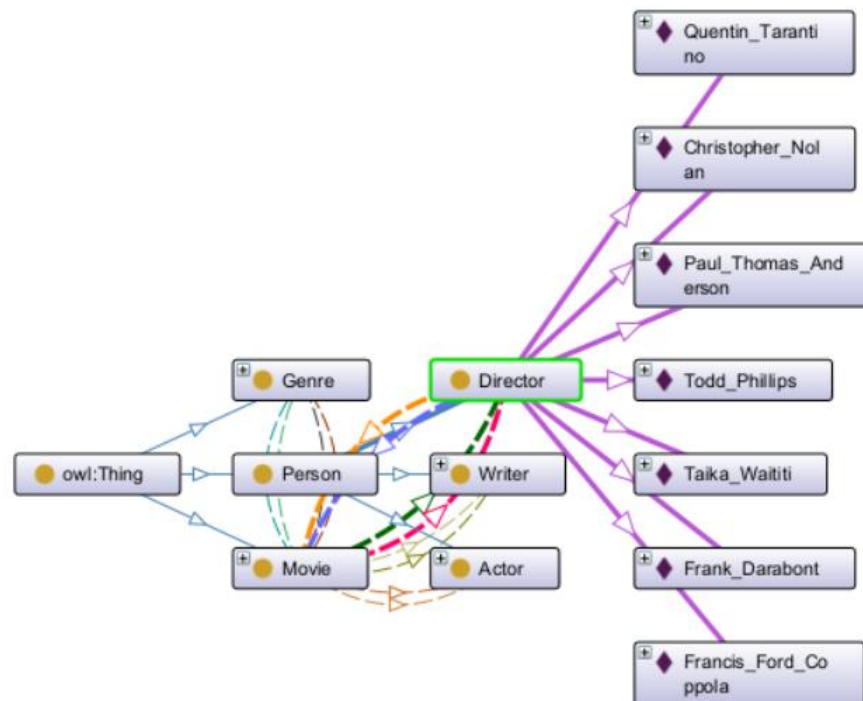 Quentin_Taranti
no
Christopher_Nol
an
Paul_Thomas_And
erson
Genre
Director
Todd_Phillips
owl:Thing
Person
Writer
Taika_Waititi
Movie
Actor
Frank_Darabont
Francis_Ford_Co
ppola